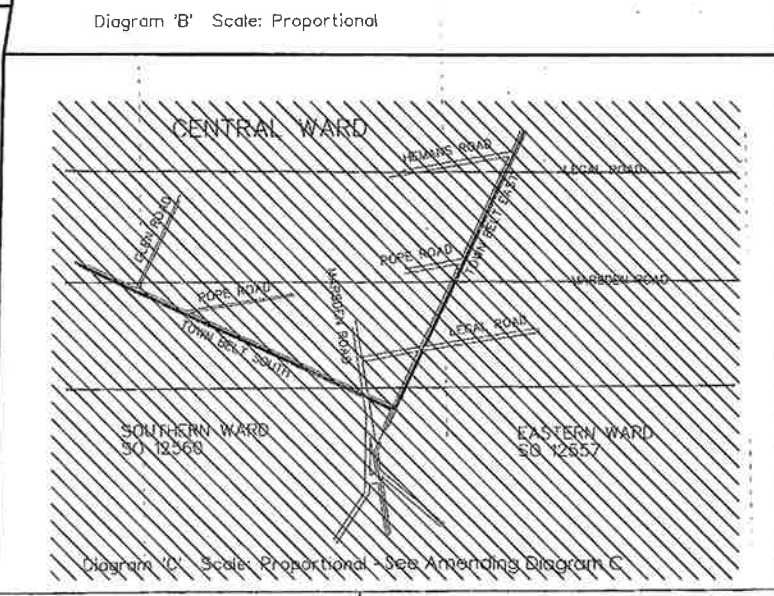 Diagram 'B' Scale: Proportional
CENTRAL WARD
HEMANS ROAD
LEGAL ROAD
GLEN ROAD
TOWN BELT EAST
POPE ROAD
MARSDEN ROAD
MARSDEN ROAD
POPE ROAD
LEGAL ROAD
TOWN BELT SOUTH
SOUTHERN WARD
SO 12560
EASTERN WARD
SO 12557
Diagram 'C' Scale: Proportional - See Amending Diagram C